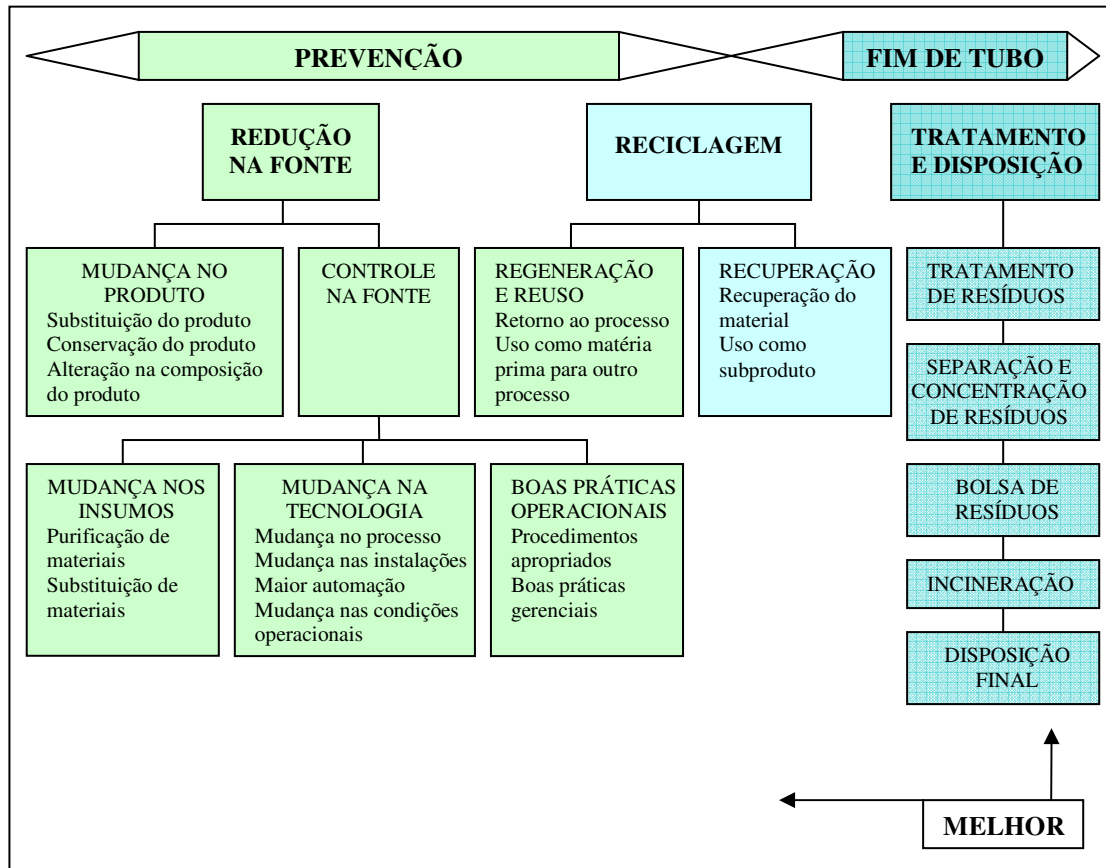 PREVENÇÃO
FIM DE TUBO
REDUÇÃO
NA FONTE
RECICLAGEM
TRATAMENTO
E DISPOSIÇÃO
MUDANÇA NO
PRODUTO
Substituição do produto
Conservação do produto
Alteração na composição
do produto
CONTROLE
NA FONTE
REGENERAÇÃO
E REUSO
Retorno ao processo
Uso como matéria
prima para outro
processo
RECUPERAÇÃO
Recuperação do
material
Uso como
subproduto
TRATAMENTO
DE RESÍDUOS
SEPARAÇÃO E
CONCENTRAÇÃO
DE RESÍDUOS
MUDANÇA NOS
INSUMOS
Purificação de
materiais
Substituição de
materiais
MUDANÇA NA
TECNOLOGIA
Mudança no processo
Mudança nas instalações
Maior automação
Mudança nas condições
operacionais
BOAS PRÁTICAS
OPERACIONAIS
Procedimentos
apropriados
Boas práticas
gerenciais
BOLSA DE
RESÍDUOS
INCINERAÇÃO
DISPOSIÇÃO
FINAL
MELHOR